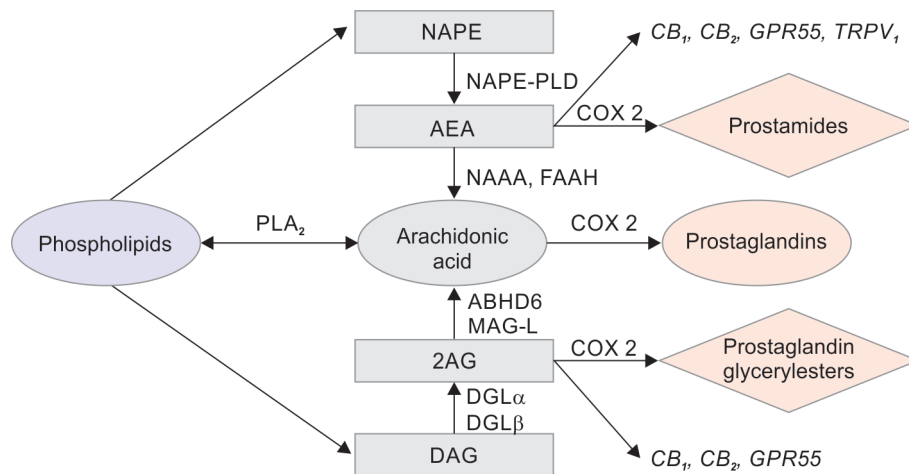 NAPE
CB₁, CB₂, GPR55, TRPV₁
NAPE-PLD
AEA
COX 2
Prostamides
NAAA, FAAH
Phospholipids
PLA₂
Arachidonic
acid
COX 2
Prostaglandins
ABHD6
MAG-L
2AG
COX 2
Prostaglandin
glycerylesters
DGLα
DGLβ
DAG
CB₁, CB₂, GPR55